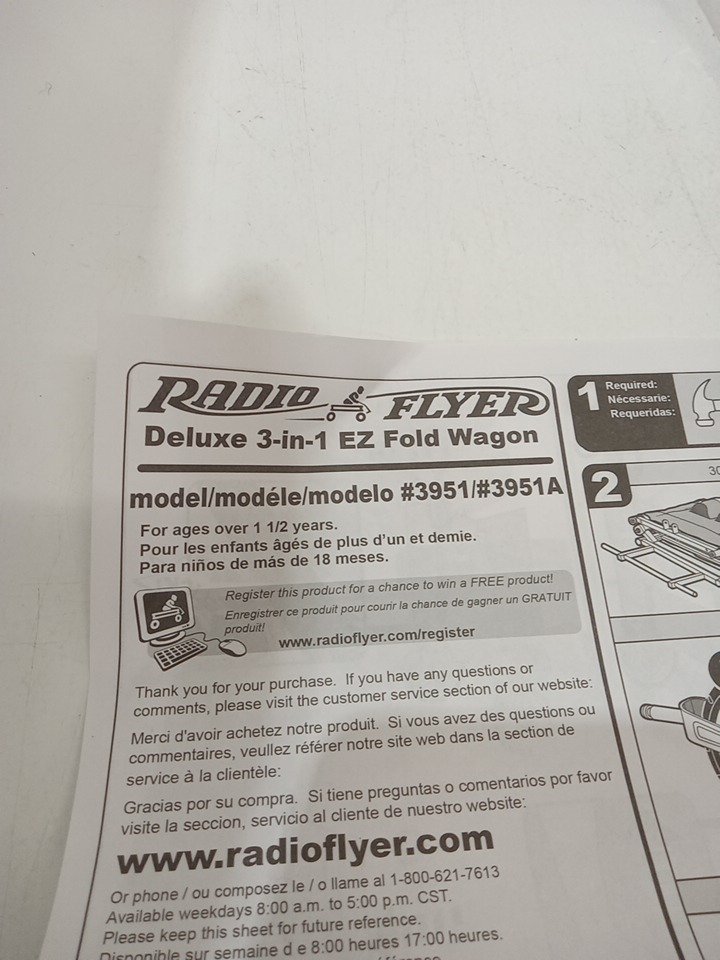 RADIO FLYER
Deluxe 3-in-1 EZ Fold Wagon
model/modéle/modelo #3951/#3951A
For ages over 1 1/2 years.
Pour les enfants âgés de plus d'un et demie.
Para niños de más de 18 meses.
Register this product for a chance to win a FREE product!
Enregistrer ce produit pour courir la chance de gagner un GRATUIT
produit!
www.radioflyer.com/register
Thank you for your purchase. If you have any questions or
comments, please visit the customer service section of our website:
Merci d'avoir achetez notre produit. Si vous avez des questions ou
commentaires, veullez référer notre site web dans la section de
service à la clientèle:
Gracias por su compra. Si tiene preguntas o comentarios por favor
visite la seccion, servicio al cliente de nuestro website:
www.radioflyer.com
Or phone / ou composez le / o llame al 1-800-621-7613
Available weekdays 8:00 a.m. to 5:00 p.m. CST.
Please keep this sheet for future reference.
Disponible sur semaine d e 8:00 heures 17:00 heures.
1
Required:
Nécessarie:
Requeridas:
2